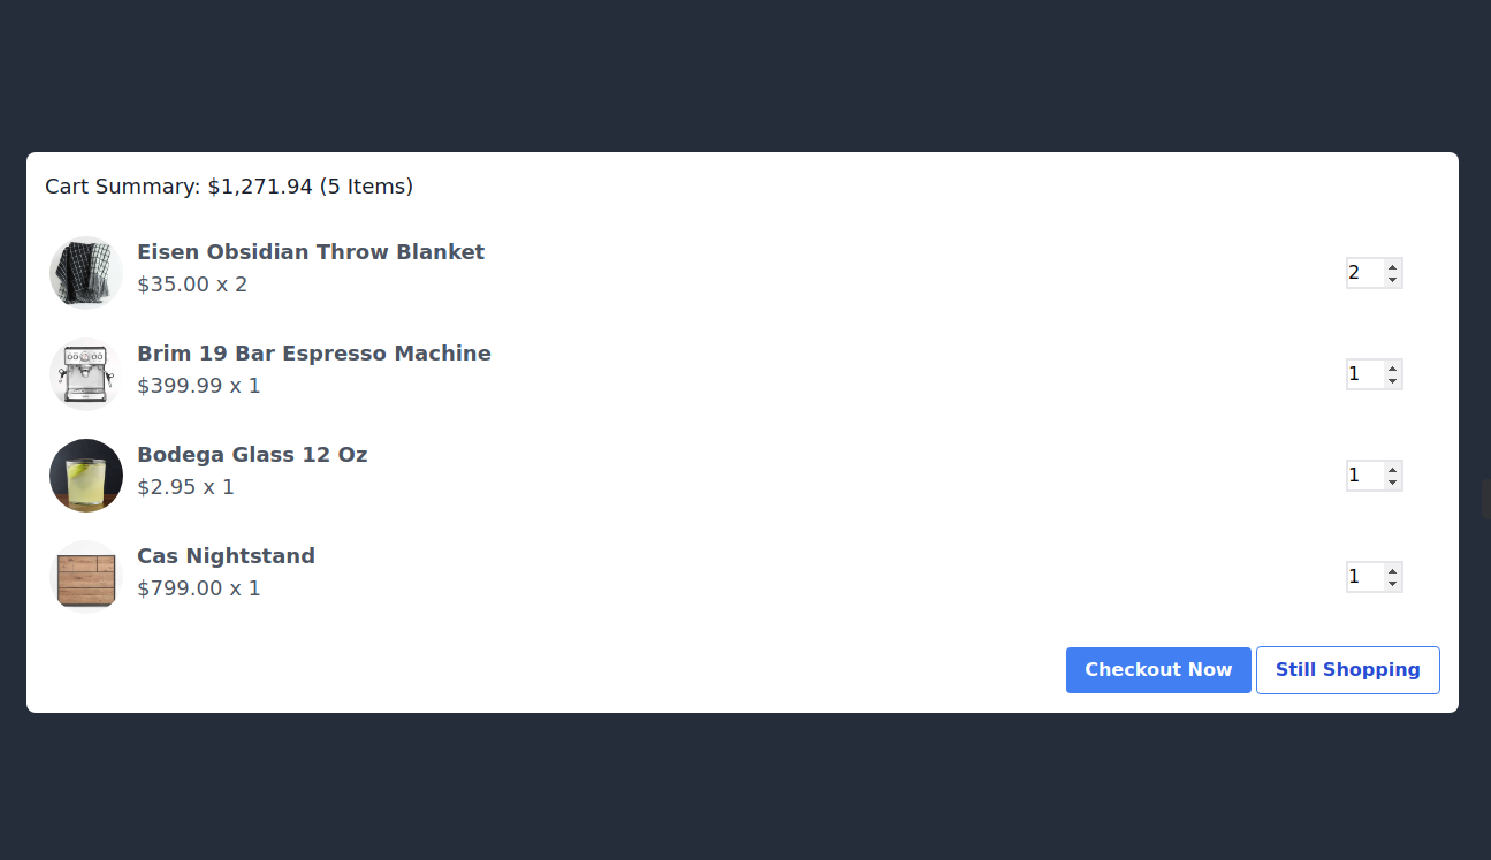 Cart Summary: $1,271.94 (5 Items)
Eisen Obsidian Throw Blanket
$35.00 x 2
2
Brim 19 Bar Espresso Machine
$399.99 x 1
1
Bodega Glass 12 Oz
$2.95 x 1
1
Cas Nightstand
$799.00 x 1
1
Checkout Now
Still Shopping